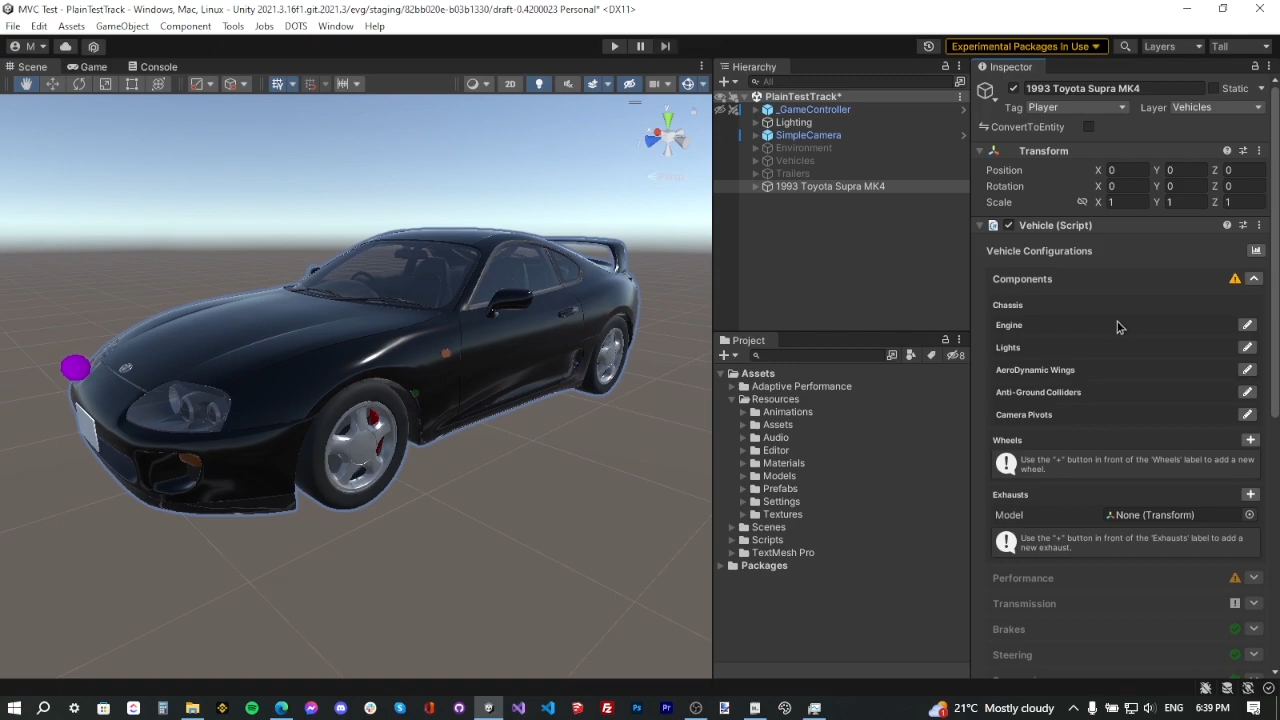 MVC Test - PlainTestTrack - Windows, Mac, Linux - Unity 2021.3.16f1.git.2021.3/evg/staging/82bb020e-b03b1330/draft-0.4200023 Personal* <DX11>
File Edit Assets GameObject Component Tools Jobs DOTS Window Help
M Experimental Packages In Use Layers Tall
Scene Game Console
2D
Persp
Hierarchy
All
PlainTestTrack*
_GameController
Lighting
SimpleCamera
Environment
Vehicles
Trailers
1993 Toyota Supra MK4
Project
8
Assets
Adaptive Performance
Resources
Animations
Assets
Audio
Editor
Materials
Models
Prefabs
Settings
Textures
Scenes
Scripts
TextMesh Pro
Packages
Inspector
1993 Toyota Supra MK4 Static
Tag Player Layer Vehicles
ConvertToEntity
Transform
Position X 0 Y 0 Z 0
Rotation X 0 Y 0 Z 0
Scale X 1 Y 1 Z 1
Vehicle (Script)
Vehicle Configurations
Components
Chassis
Engine
Lights
AeroDynamic Wings
Anti-Ground Colliders
Camera Pivots
Wheels
Use the "+" button in front of the 'Wheels' label to add a new
wheel.
Exhausts
Model None (Transform)
Use the "+" button in front of the 'Exhausts' label to add a
new exhaust.
Performance
Transmission
Brakes
Steering
21°C Mostly cloudy 6:39 PM